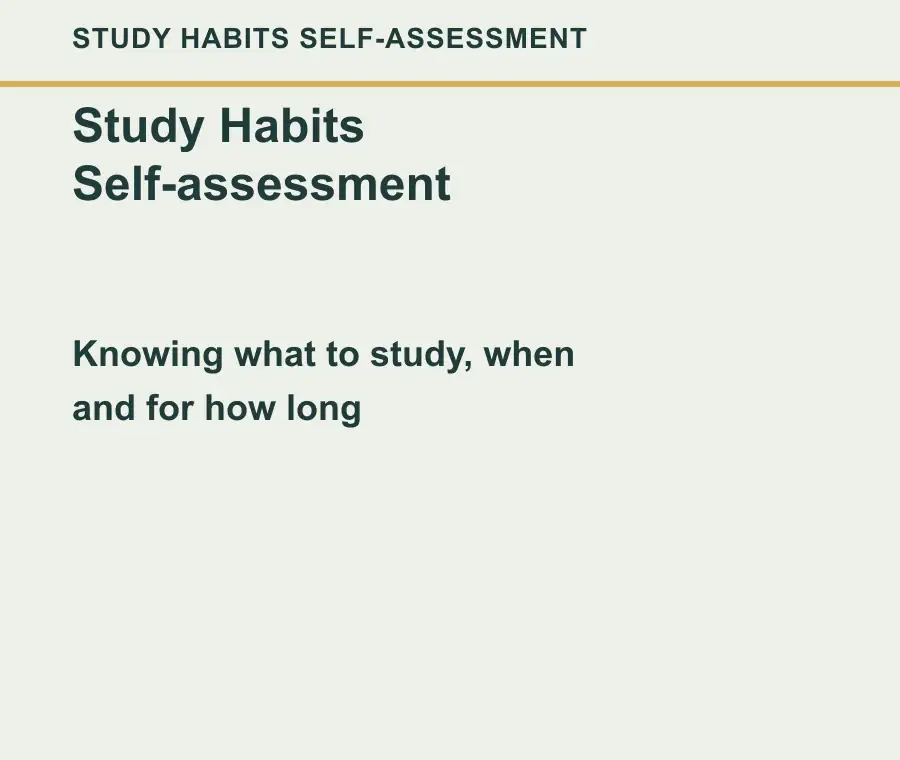 STUDY HABITS SELF-ASSESSMENT
Study Habits
Self-assessment
Knowing what to study, when
and for how long